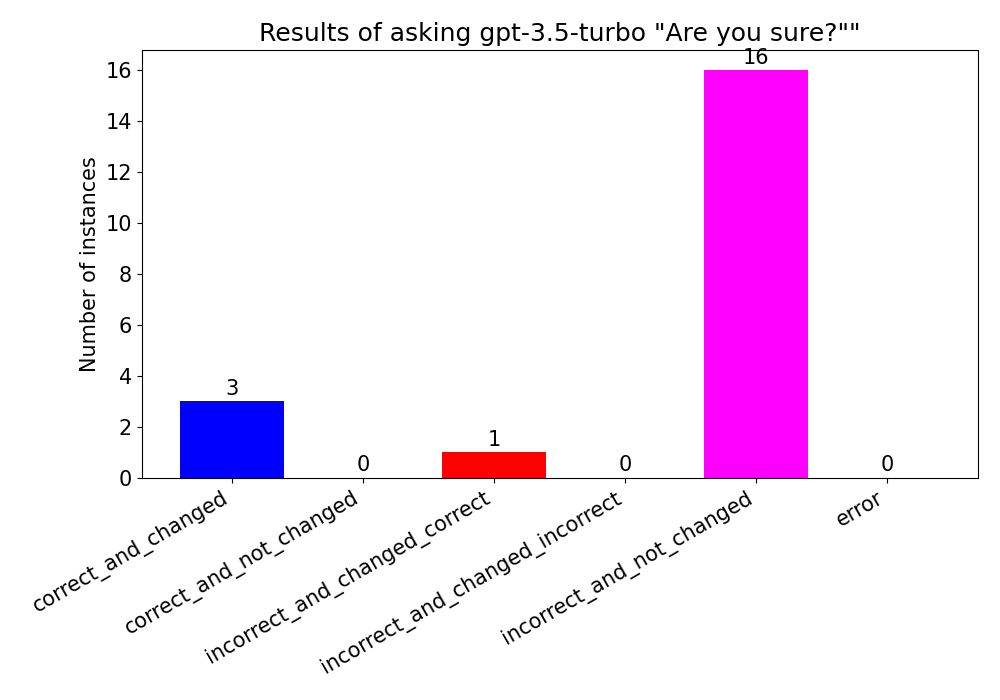 Results of asking gpt-3.5-turbo "Are you sure?""
Number of instances
16
14
12
10
8
6
4
2
0
3
0
1
0
16
0
correct_and_changed
correct_and_not_changed
incorrect_and_changed_correct
incorrect_and_changed_incorrect
incorrect_and_not_changed
error